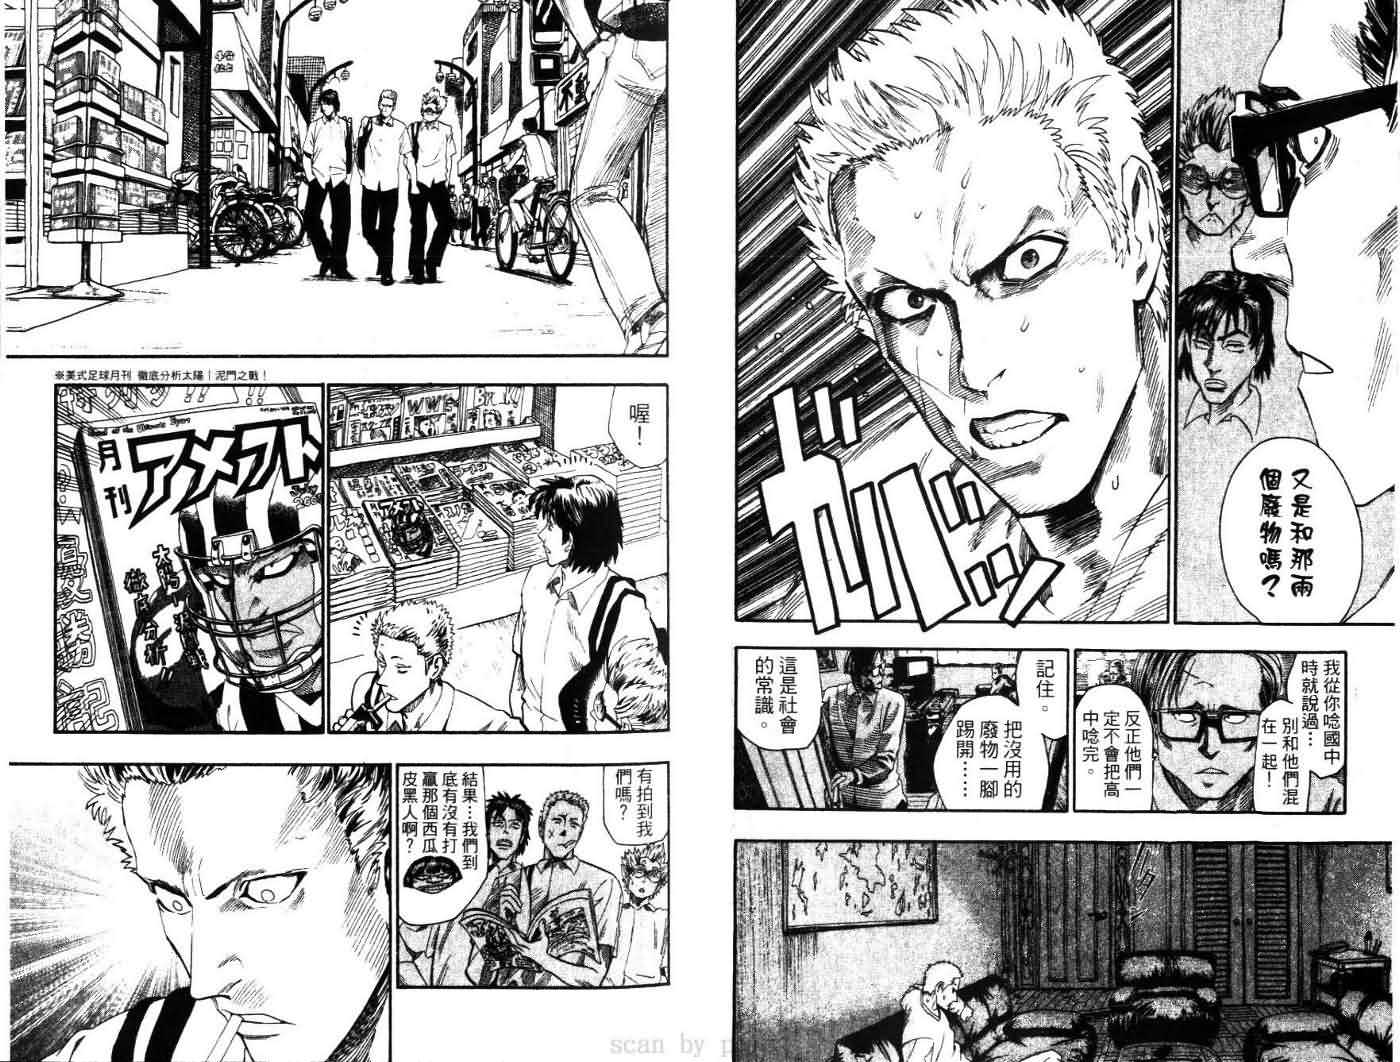 又是和那兩
個廢物嗎？
ガバッ
我從你唸國中
時就說過…
別和他們混
在一起！
反正他們一
定不會把高
中唸完。
記住。
把沒用的
廢物一腳
踢開……
這是社會
的常識。
※美式足球月刊 徹底分析太陽｜泥門之戰！
喔！
月刊
アメフト
有拍到我
們嗎？
結果…我們到
底有沒有打
贏那個西瓜
皮黑人啊？
scan by